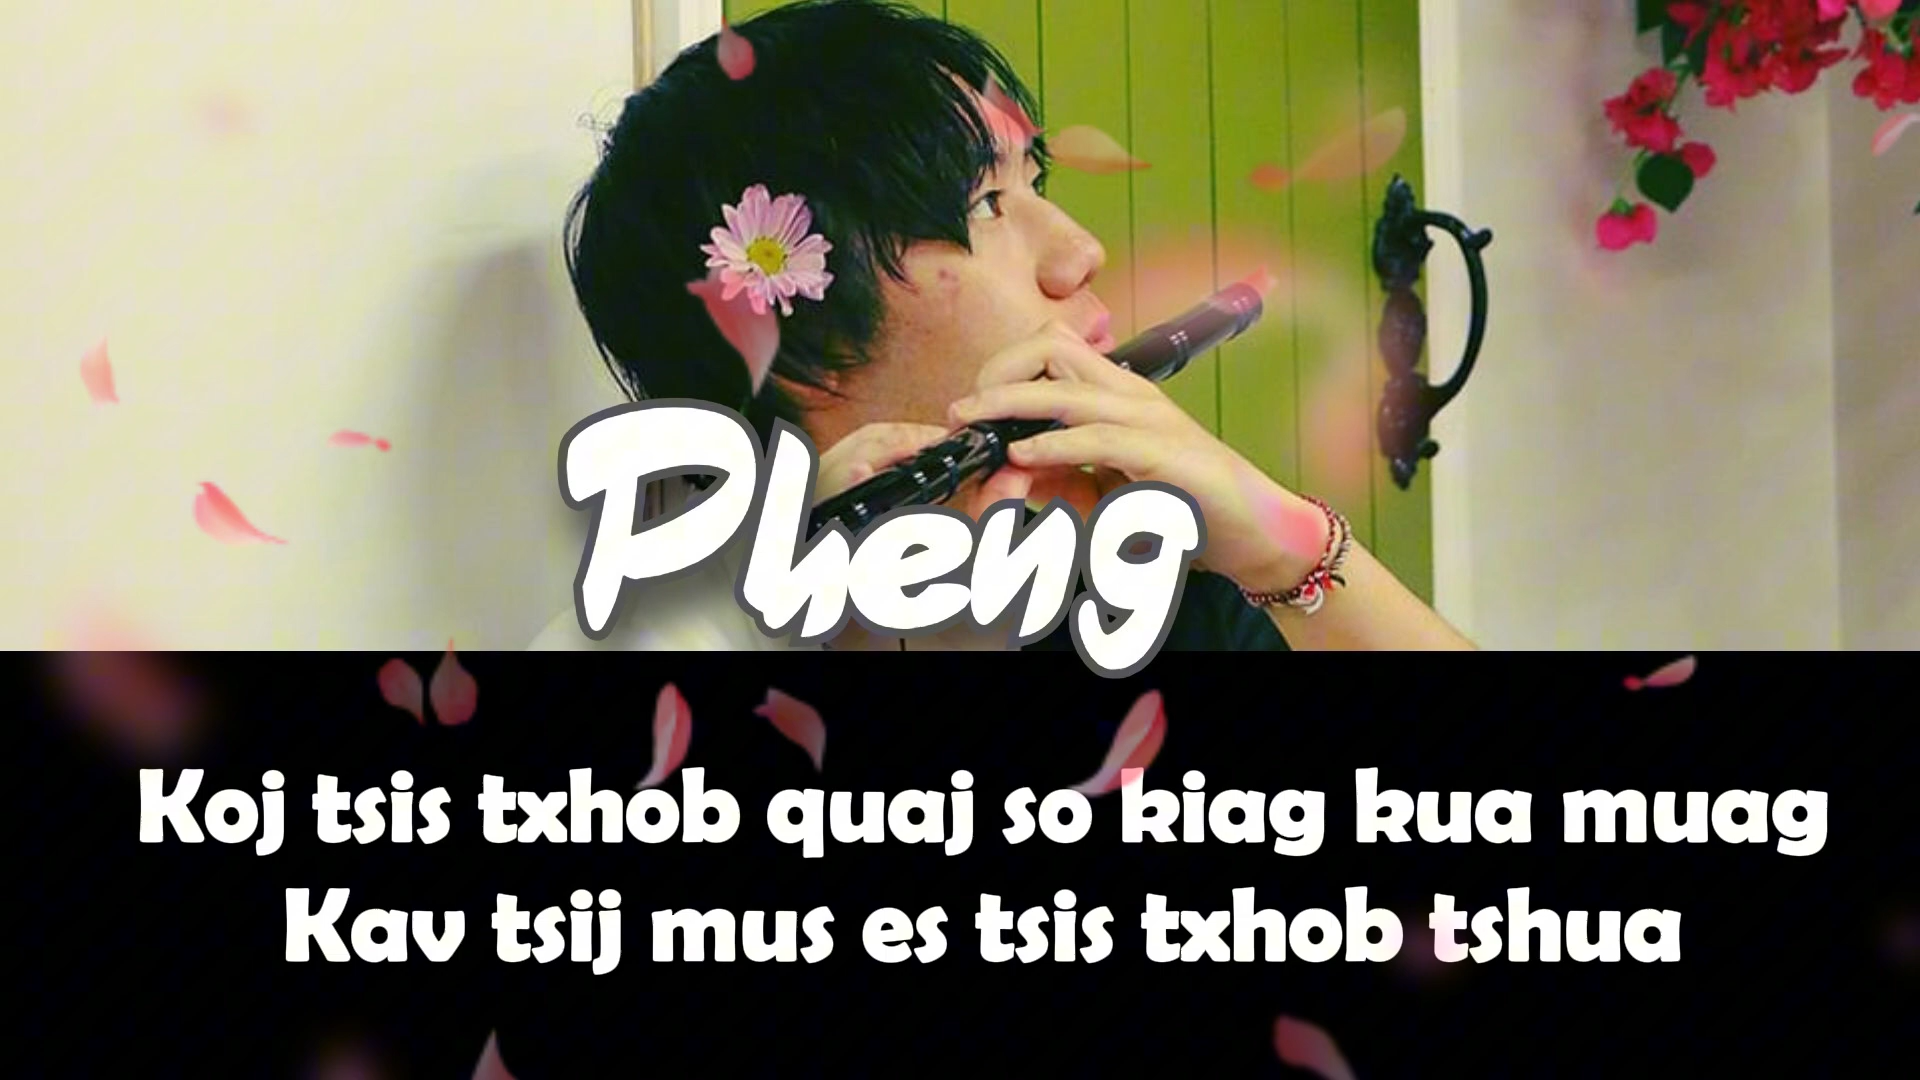 Pheng
Koj tsis txhob quaj so kiag kua muag
Kav tsij mus es tsis txhob tshua